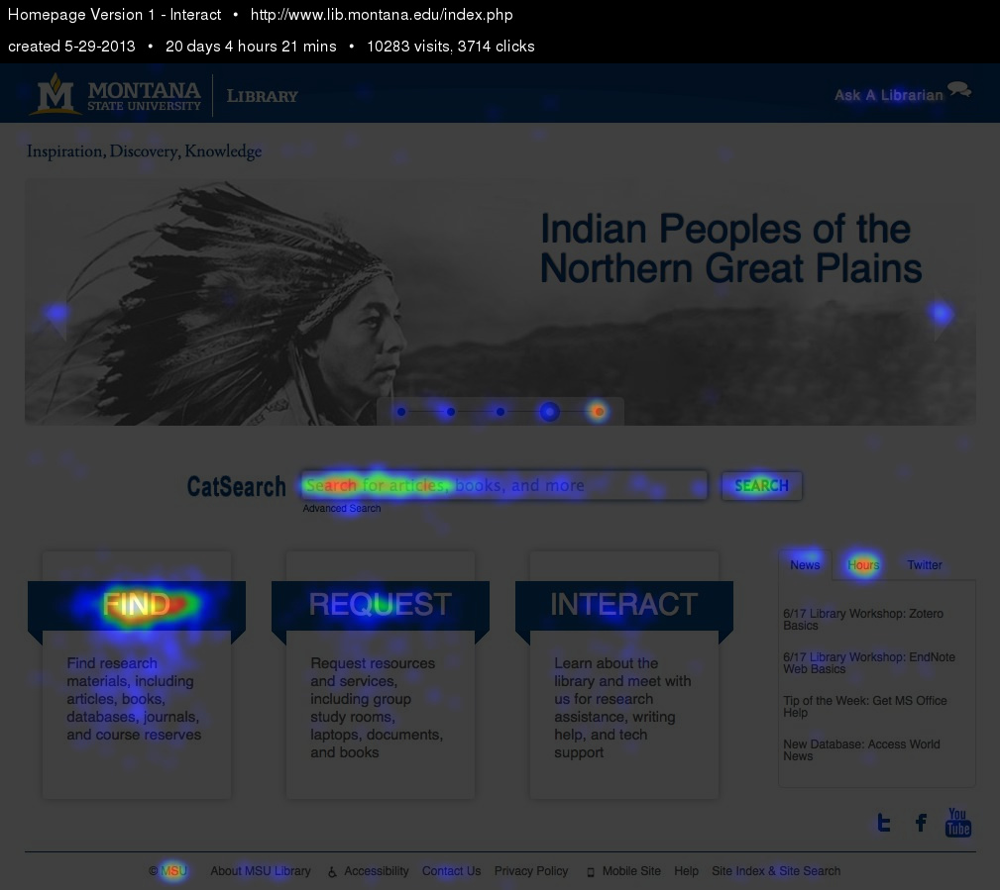 Homepage Version 1 - Interact • http://www.lib.montana.edu/index.php
created 5-29-2013 • 20 days 4 hours 21 mins • 10283 visits, 3714 clicks
M MONTANA
STATE UNIVERSITY
LIBRARY
Ask A Librarian
Inspiration, Discovery, Knowledge
Indian Peoples of the
Northern Great Plains
CatSearch
Search for articles, books, and more
SEARCH
Advanced Search
FIND
Find research
materials, including
articles, books,
databases, journals,
and course reserves
REQUEST
Request resources
and services,
including group
study rooms,
laptops, documents,
and books
INTERACT
Learn about the
library and meet with
us for research
assistance, writing
help, and tech
support
News Hours Twitter
6/17 Library Workshop: Zotero
Basics
6/17 Library Workshop: EndNote
Web Basics
Tip of the Week: Get MS Office
Help
New Database: Access World
News
t f You
Tube
© MSU About MSU Library Accessibility Contact Us Privacy Policy Mobile Site Help Site Index & Site Search